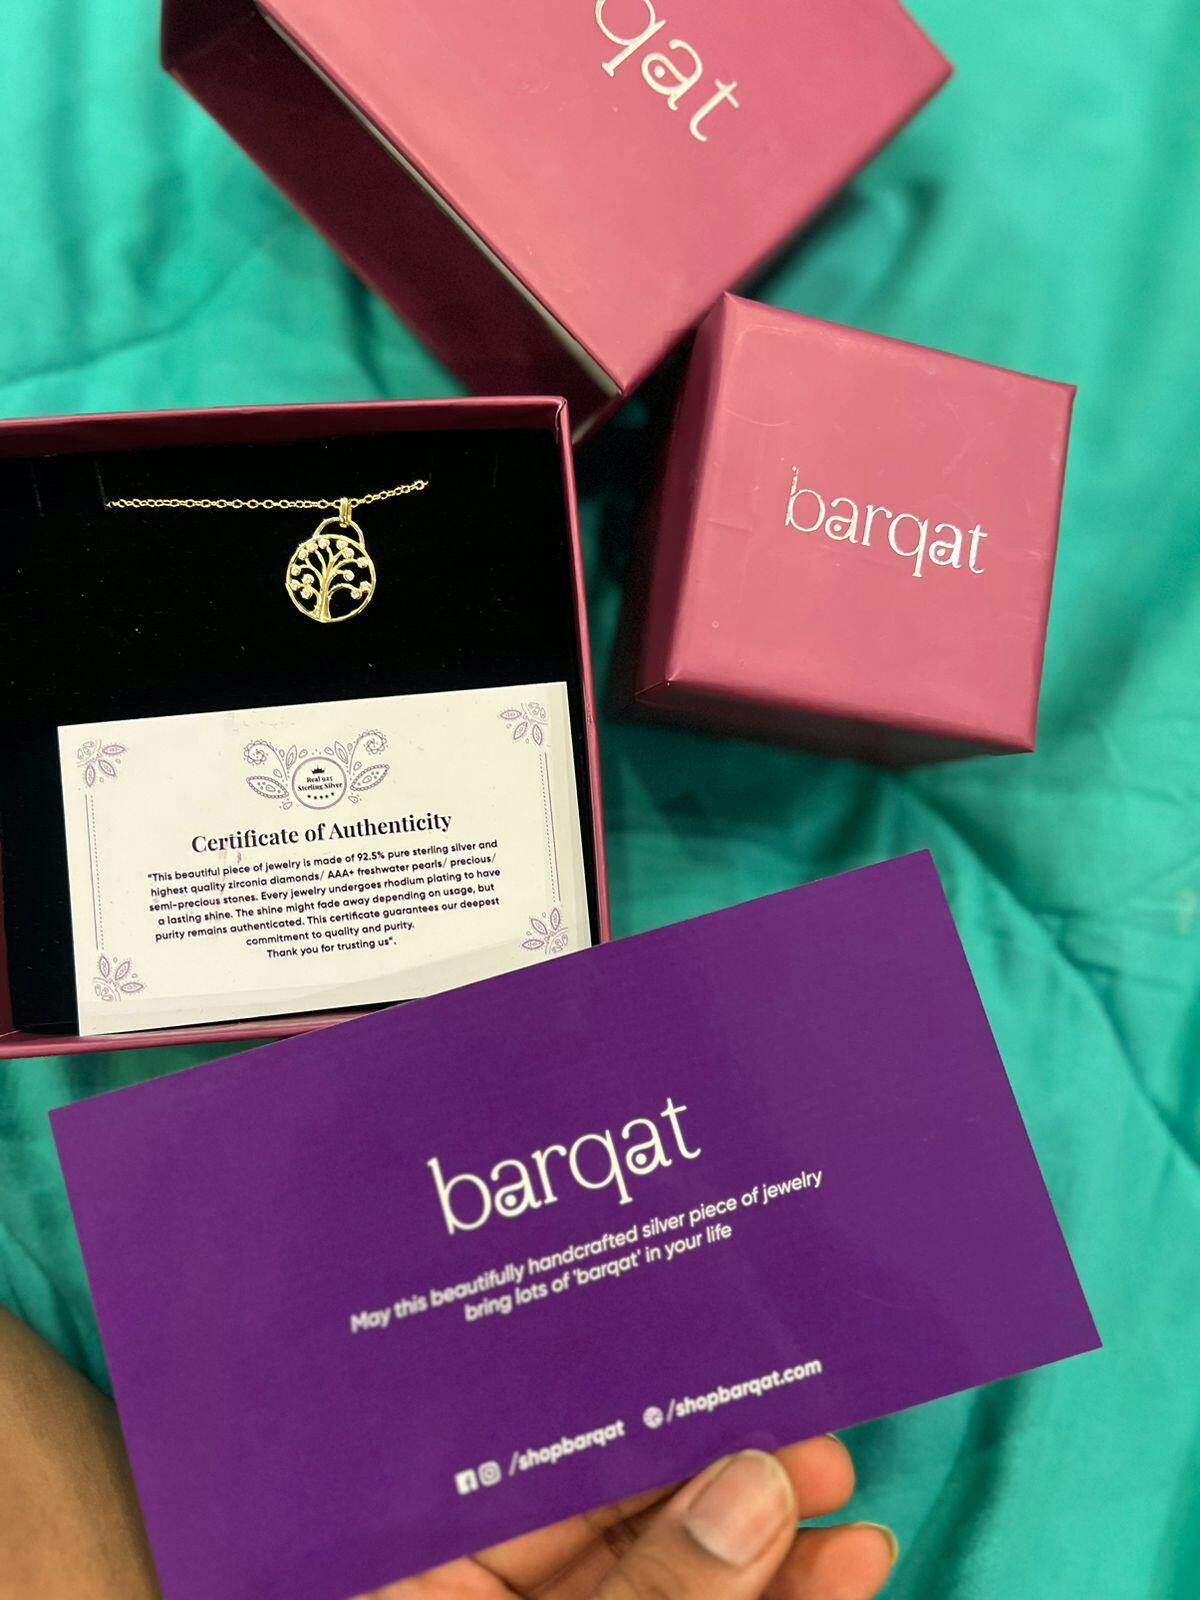 qat
barqat
Real 925
Sterling Silver
Certificate of Authenticity
"This beautiful piece of jewelry is made of 92.5% pure sterling silver and
highest quality zirconia diamonds/ AAA+ freshwater pearls/ precious/
semi-precious stones. Every jewelry undergoes rhodium plating to have
a lasting shine. The shine might fade away depending on usage, but
purity remains authenticated. This certificate guarantees our deepest
commitment to quality and purity.
Thank you for trusting us".
barqat
May this beautifully handcrafted silver piece of jewelry
bring lots of 'barqat' in your life
/shopbarqat /shopbarqat.com